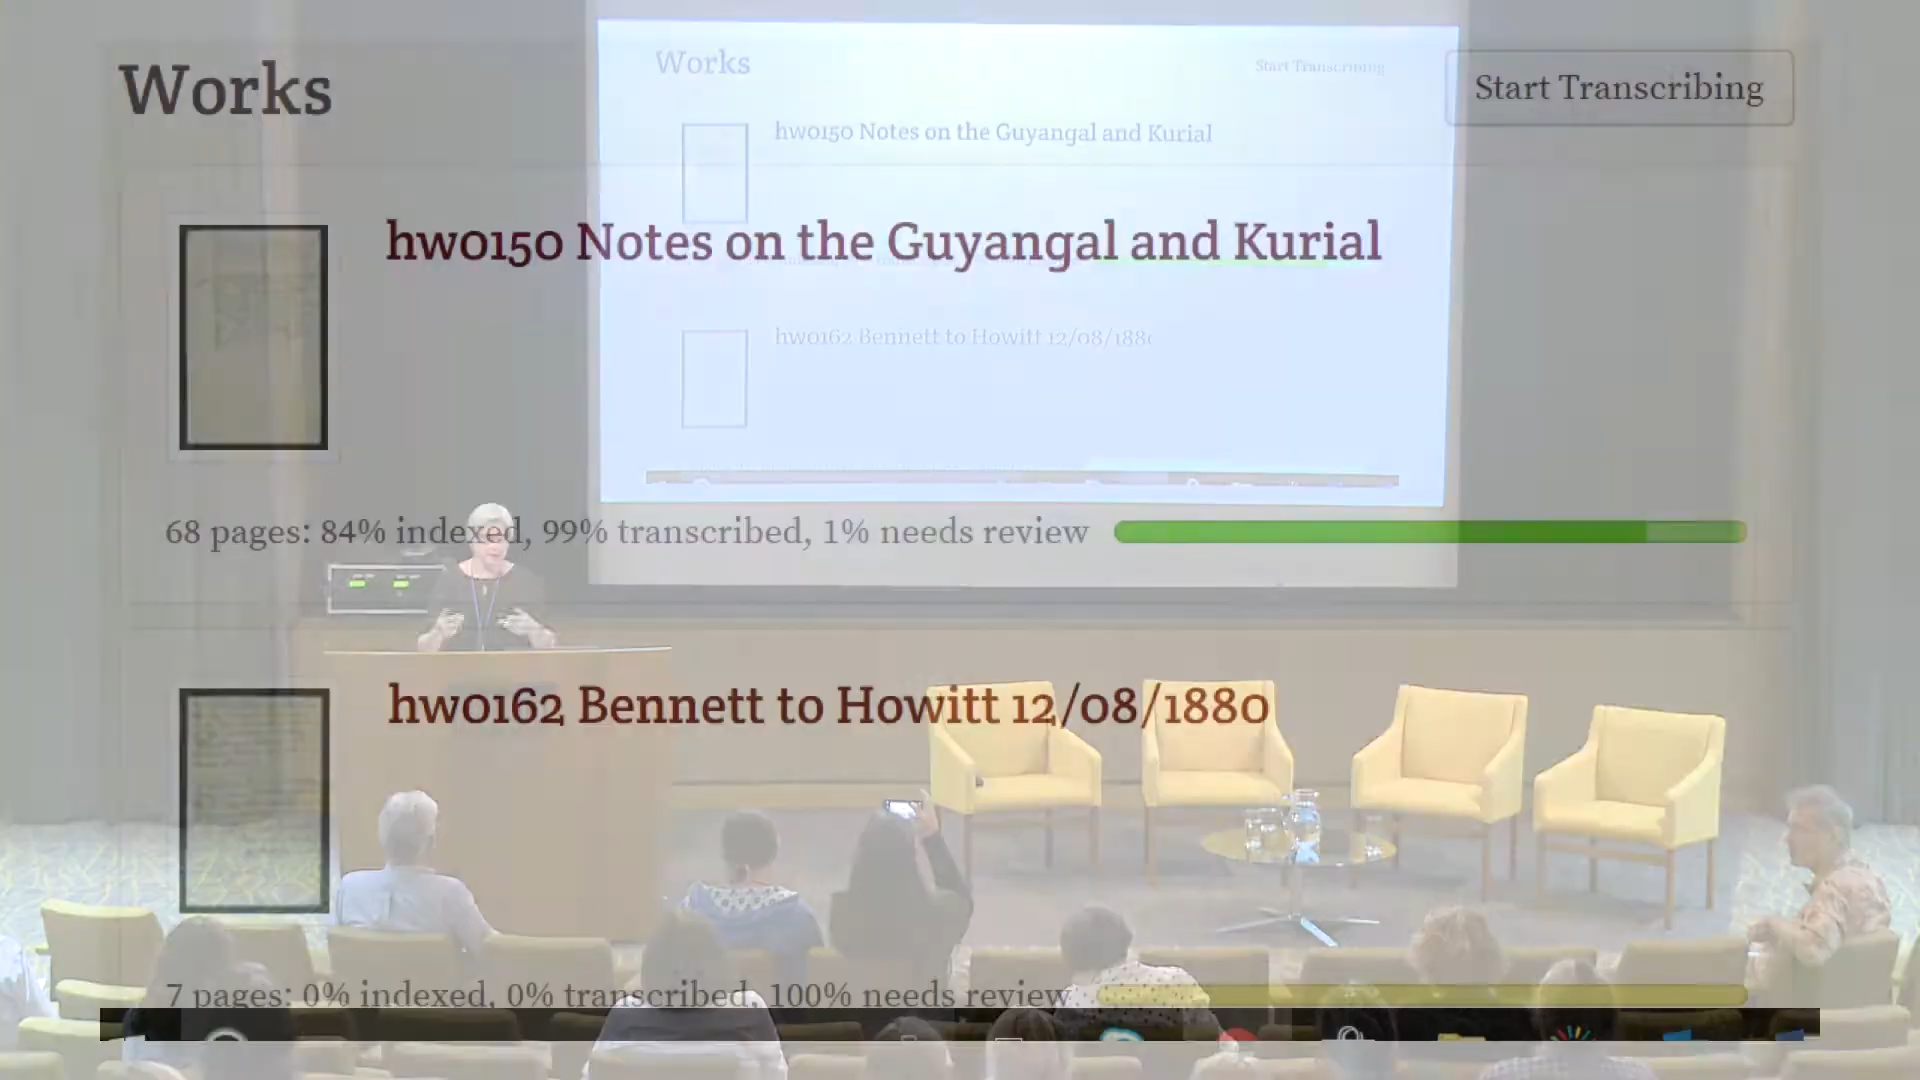 Works
Start Transcribing
hw0150 Notes on the Guyangal and Kurial
68 pages: 84% indexed, 99% transcribed, 1% needs review
hw0162 Bennett to Howitt 12/08/1880
7 pages: 0% indexed, 0% transcribed, 100% needs review
Works
Start Transcribing
hw0150 Notes on the Guyangal and Kurial
hw0162 Bennett to Howitt 12/08/188